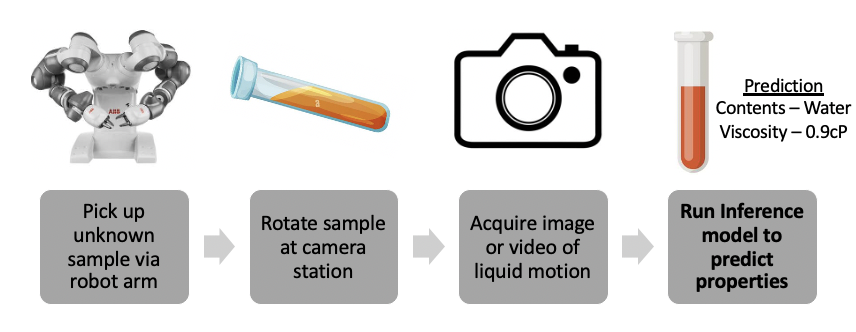 ABB
Prediction
Contents – Water
Viscosity – 0.9cP
Pick up
unknown
sample via
robot arm
Rotate sample
at camera
station
Acquire image
or video of
liquid motion
Run Inference
model to
predict
properties